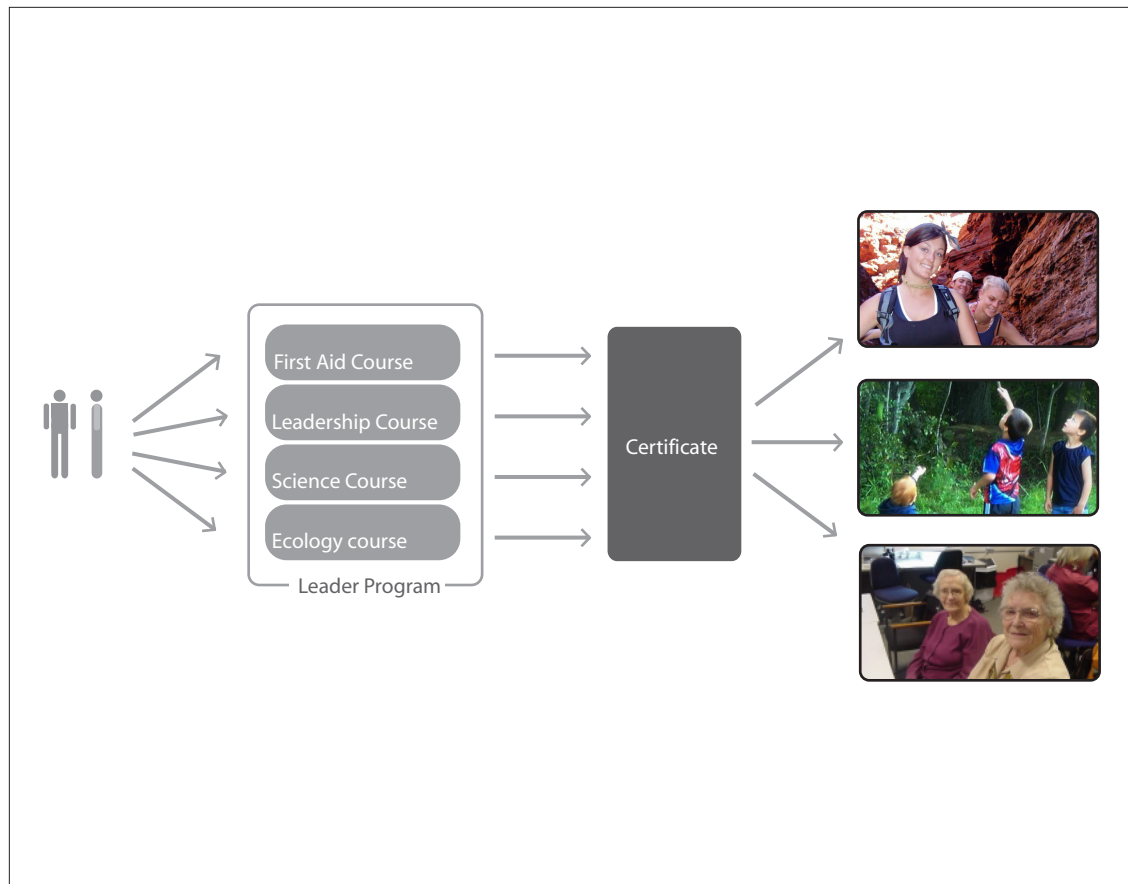 First Aid Course
Leadership Course
Science Course
Ecology course
Leader Program
Certificate